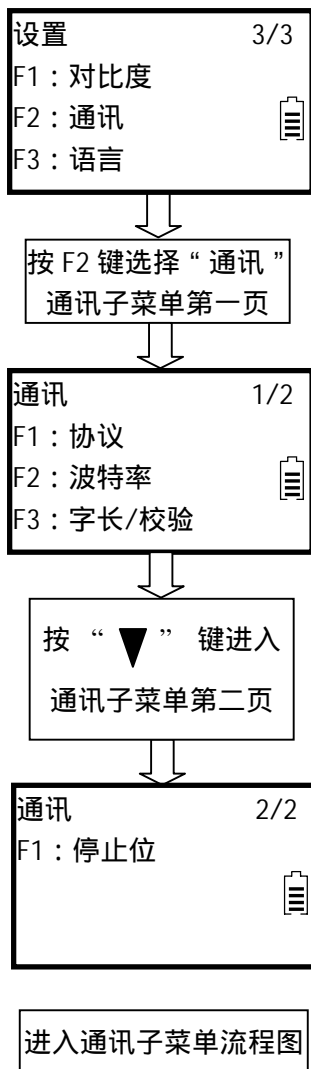 设置 3/3
F1：对比度
F2：通讯
F3：语言
按 F2 键选择“通讯”
通讯子菜单第一页
通讯 1/2
F1：协议
F2：波特率
F3：字长/校验
按“▼”键进入
通讯子菜单第二页
通讯 2/2
F1：停止位
进入通讯子菜单流程图